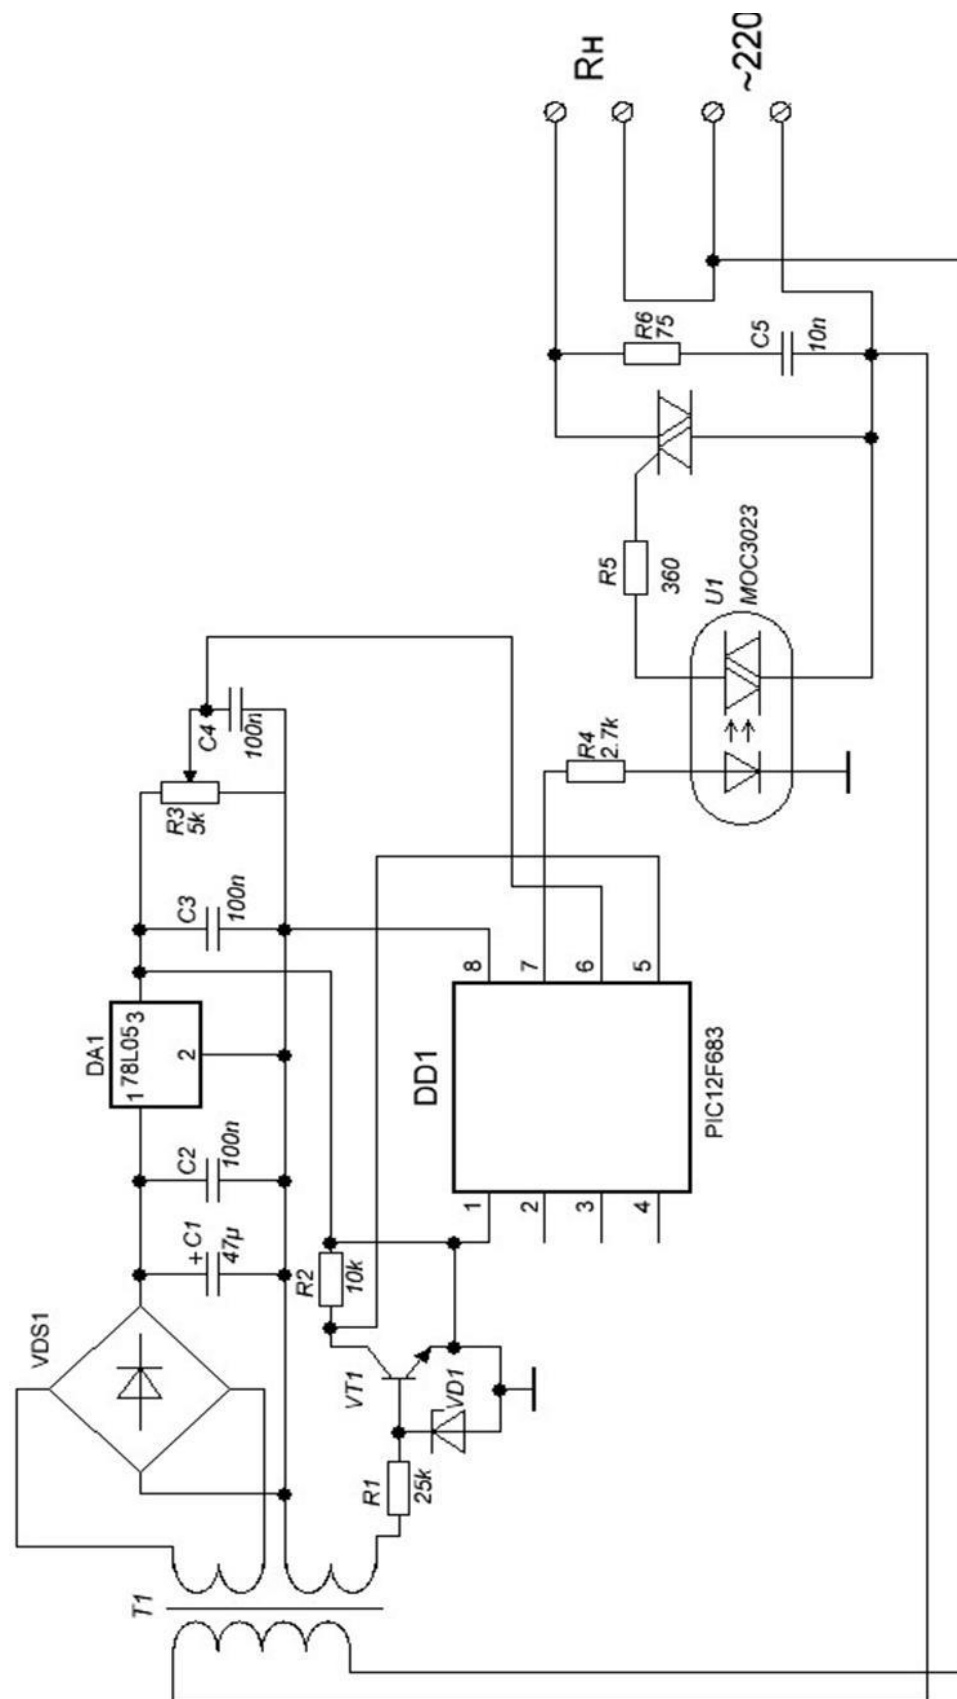 Rн
~220
R6
75
C5
10n
R5
360
U1
MOC3023
C4
100n
R3
5k
R4
2.7k
C3
100n
DA1
1
78L05
3
2
8
7
6
5
DD1
PIC12F683
C2
100n
1
2
3
4
+C1
47µ
R2
10k
VDS1
VT1
VD1
R1
25k
T1